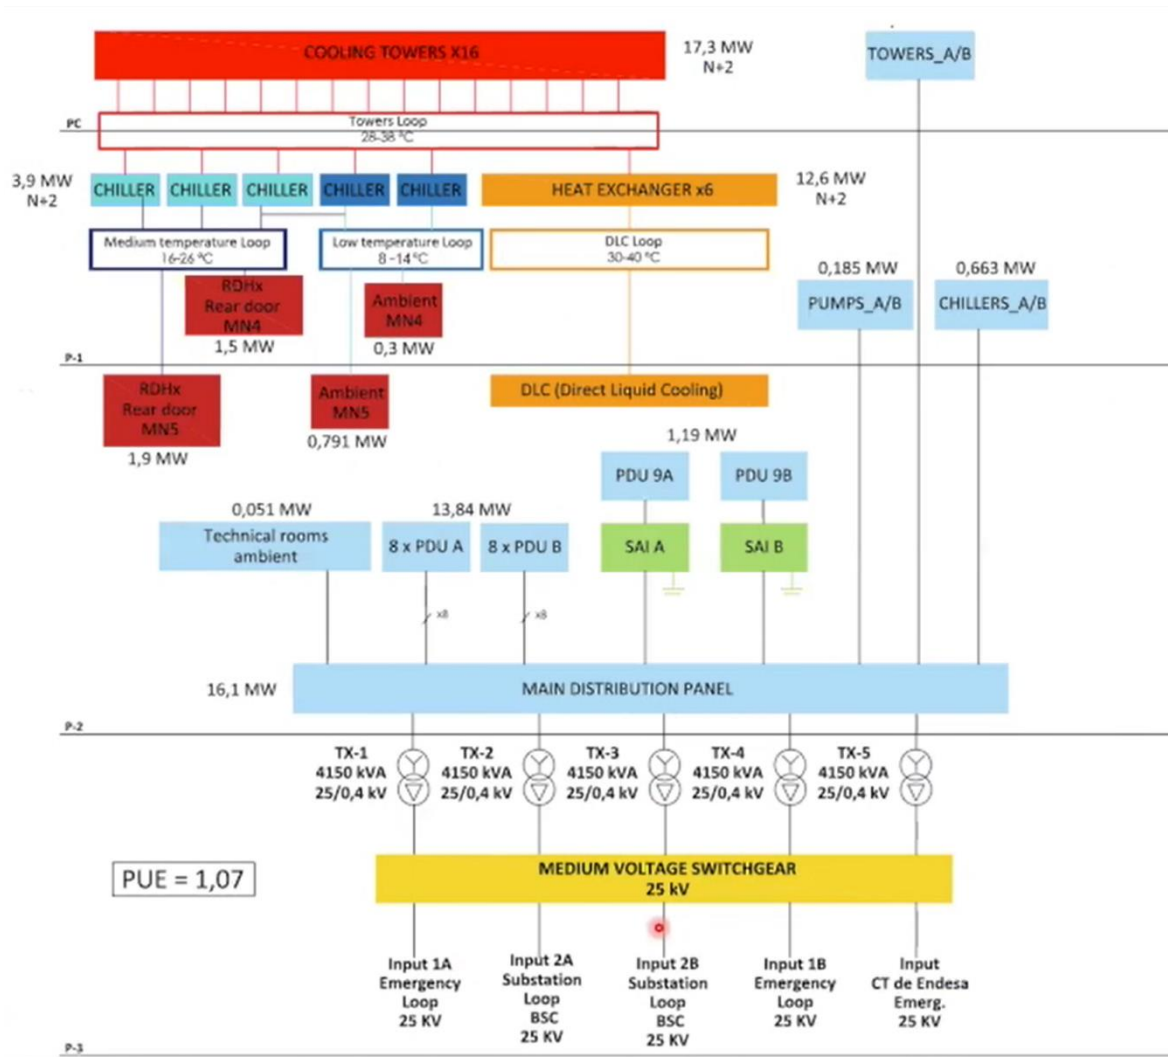 COOLING TOWERS X16
17,3 MW
N+2
TOWERS_A/B
PC
Towers Loop
28-38 ºC
3,9 MW
N+2
CHILLER
CHILLER
CHILLER
CHILLER
CHILLER
HEAT EXCHANGER x6
12,6 MW
N+2
Medium temperature Loop
16-26 ºC
Low temperature Loop
8 -14 ºC
DLC Loop
30-40 ºC
RDHx
Rear door
MN4
1,5 MW
Ambient
MN4
0,3 MW
0,185 MW
PUMPS_A/B
0,663 MW
CHILLERS_A/B
P-1
RDHx
Rear door
MN5
1,9 MW
Ambient
MN5
0,791 MW
DLC (Direct Liquid Cooling)
1,19 MW
PDU 9A
PDU 9B
0,051 MW
Technical rooms
ambient
13,84 MW
8 x PDU A
8 x PDU B
SAI A
SAI B
x8
x8
16,1 MW
MAIN DISTRIBUTION PANEL
P-2
TX-1
4150 kVA
25/0,4 kV
TX-2
4150 kVA
25/0,4 kV
TX-3
4150 kVA
25/0,4 kV
TX-4
4150 kVA
25/0,4 kV
TX-5
4150 kVA
25/0,4 kV
PUE = 1,07
MEDIUM VOLTAGE SWITCHGEAR
25 kV
Input 1A
Emergency
Loop
25 KV
Input 2A
Substation
Loop
BSC
25 KV
Input 2B
Substation
Loop
BSC
25 KV
Input 1B
Emergency
Loop
25 KV
Input
CT de Endesa
Emerg.
25 KV
P-3